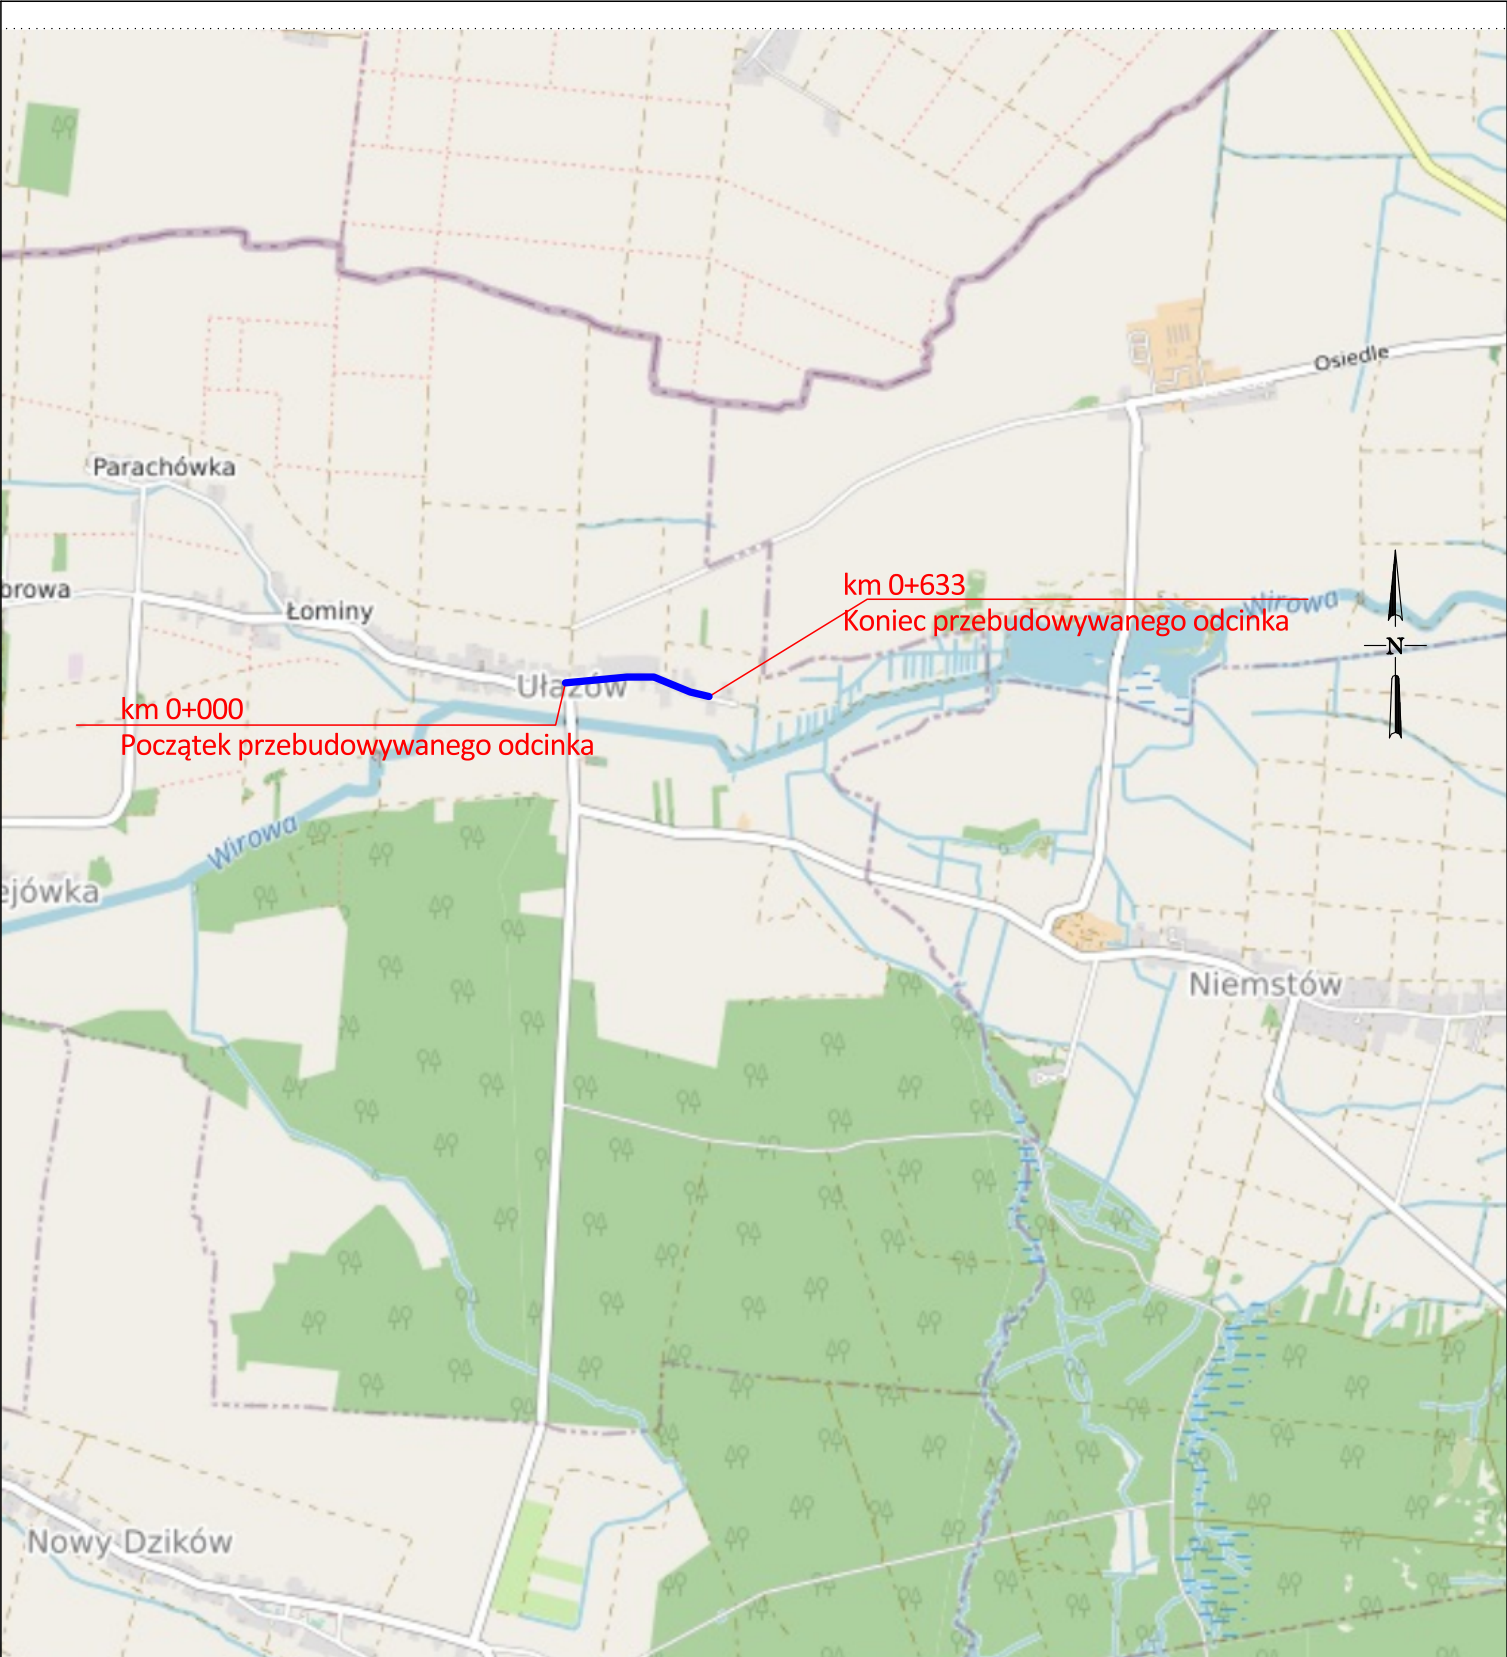 Osiedle
Parachówka
km 0+633
browa
Wirowa
Łominy
Koniec przebudowywanego odcinka
N
Ułazów
km 0+000
Początek przebudowywanego odcinka
Wirowa
ejówka
Niemstów
Nowy Dzików